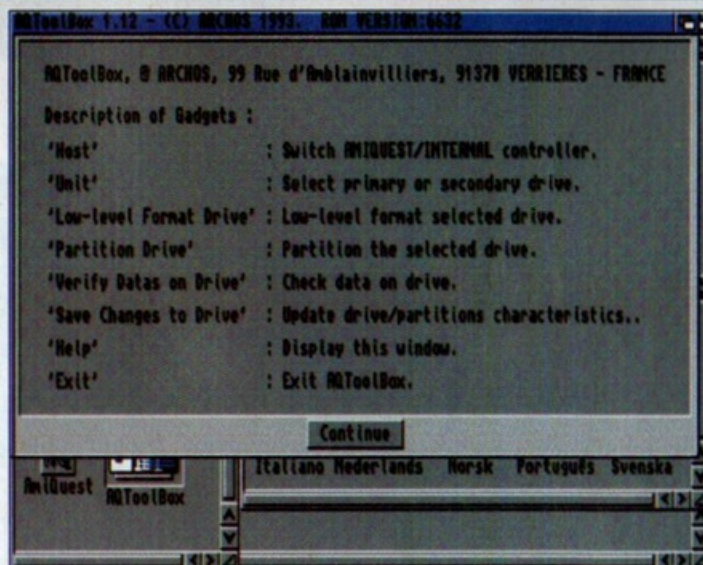 AQToolBox 1.12 - (C) ARCHOS 1993. ROM VERSION:6632
AQToolBox, @ ARCHOS, 99 Rue d'Amblainvilliers, 91370 VERRIERES - FRANCE
Description of Gadgets :
'Host' : Switch AMIQUEST/INTERNAL controller.
'Unit' : Select primary or secondary drive.
'Low-level Format Drive' : Low-level format selected drive.
'Partition Drive' : Partition the selected drive.
'Verify Datas on Drive' : Check data on drive.
'Save Changes to Drive' : Update drive/partitions characteristics..
'Help' : Display this window.
'Exit' : Exit AQToolBox.
Continue
Italiano Nederlands Norsk Português Svenska
AmiQuest AQToolBox